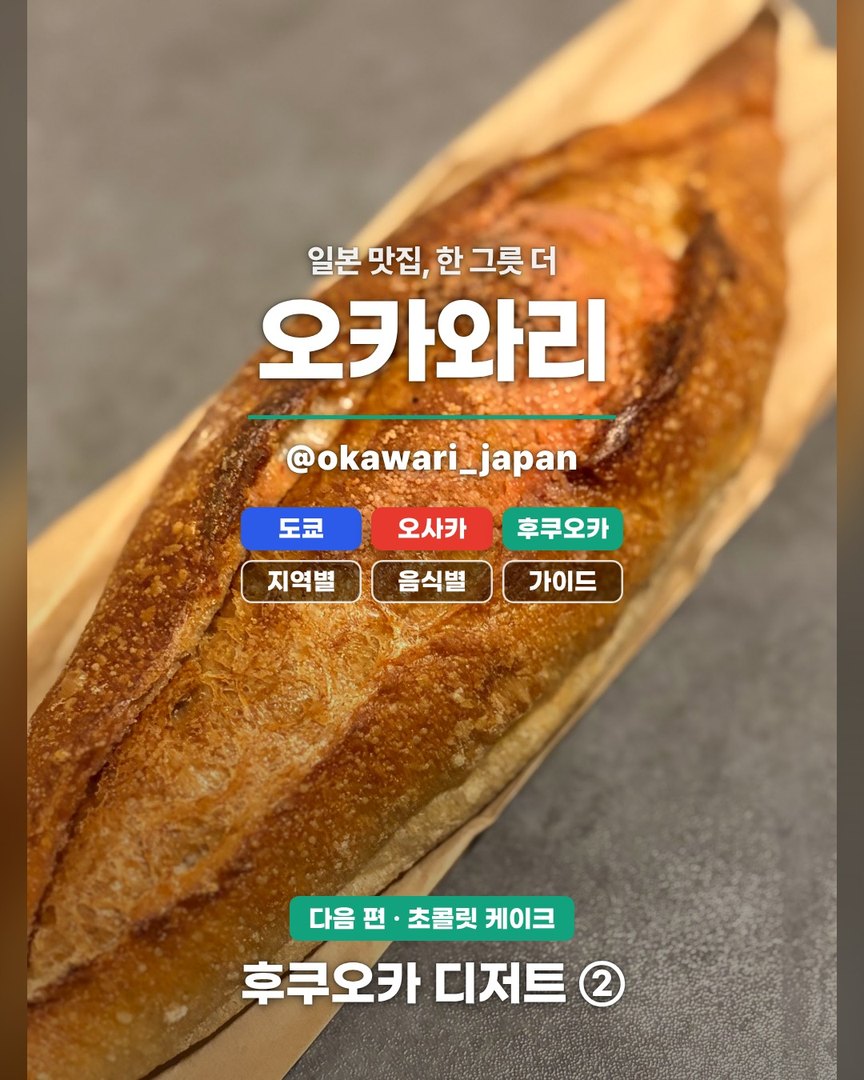 일본 맛집, 한 그릇 더
오카와리
@okawari_japan
도쿄 오사카 후쿠오카
지역별 음식별 가이드
다음 편 · 초콜릿 케이크
후쿠오카 디저트 ②